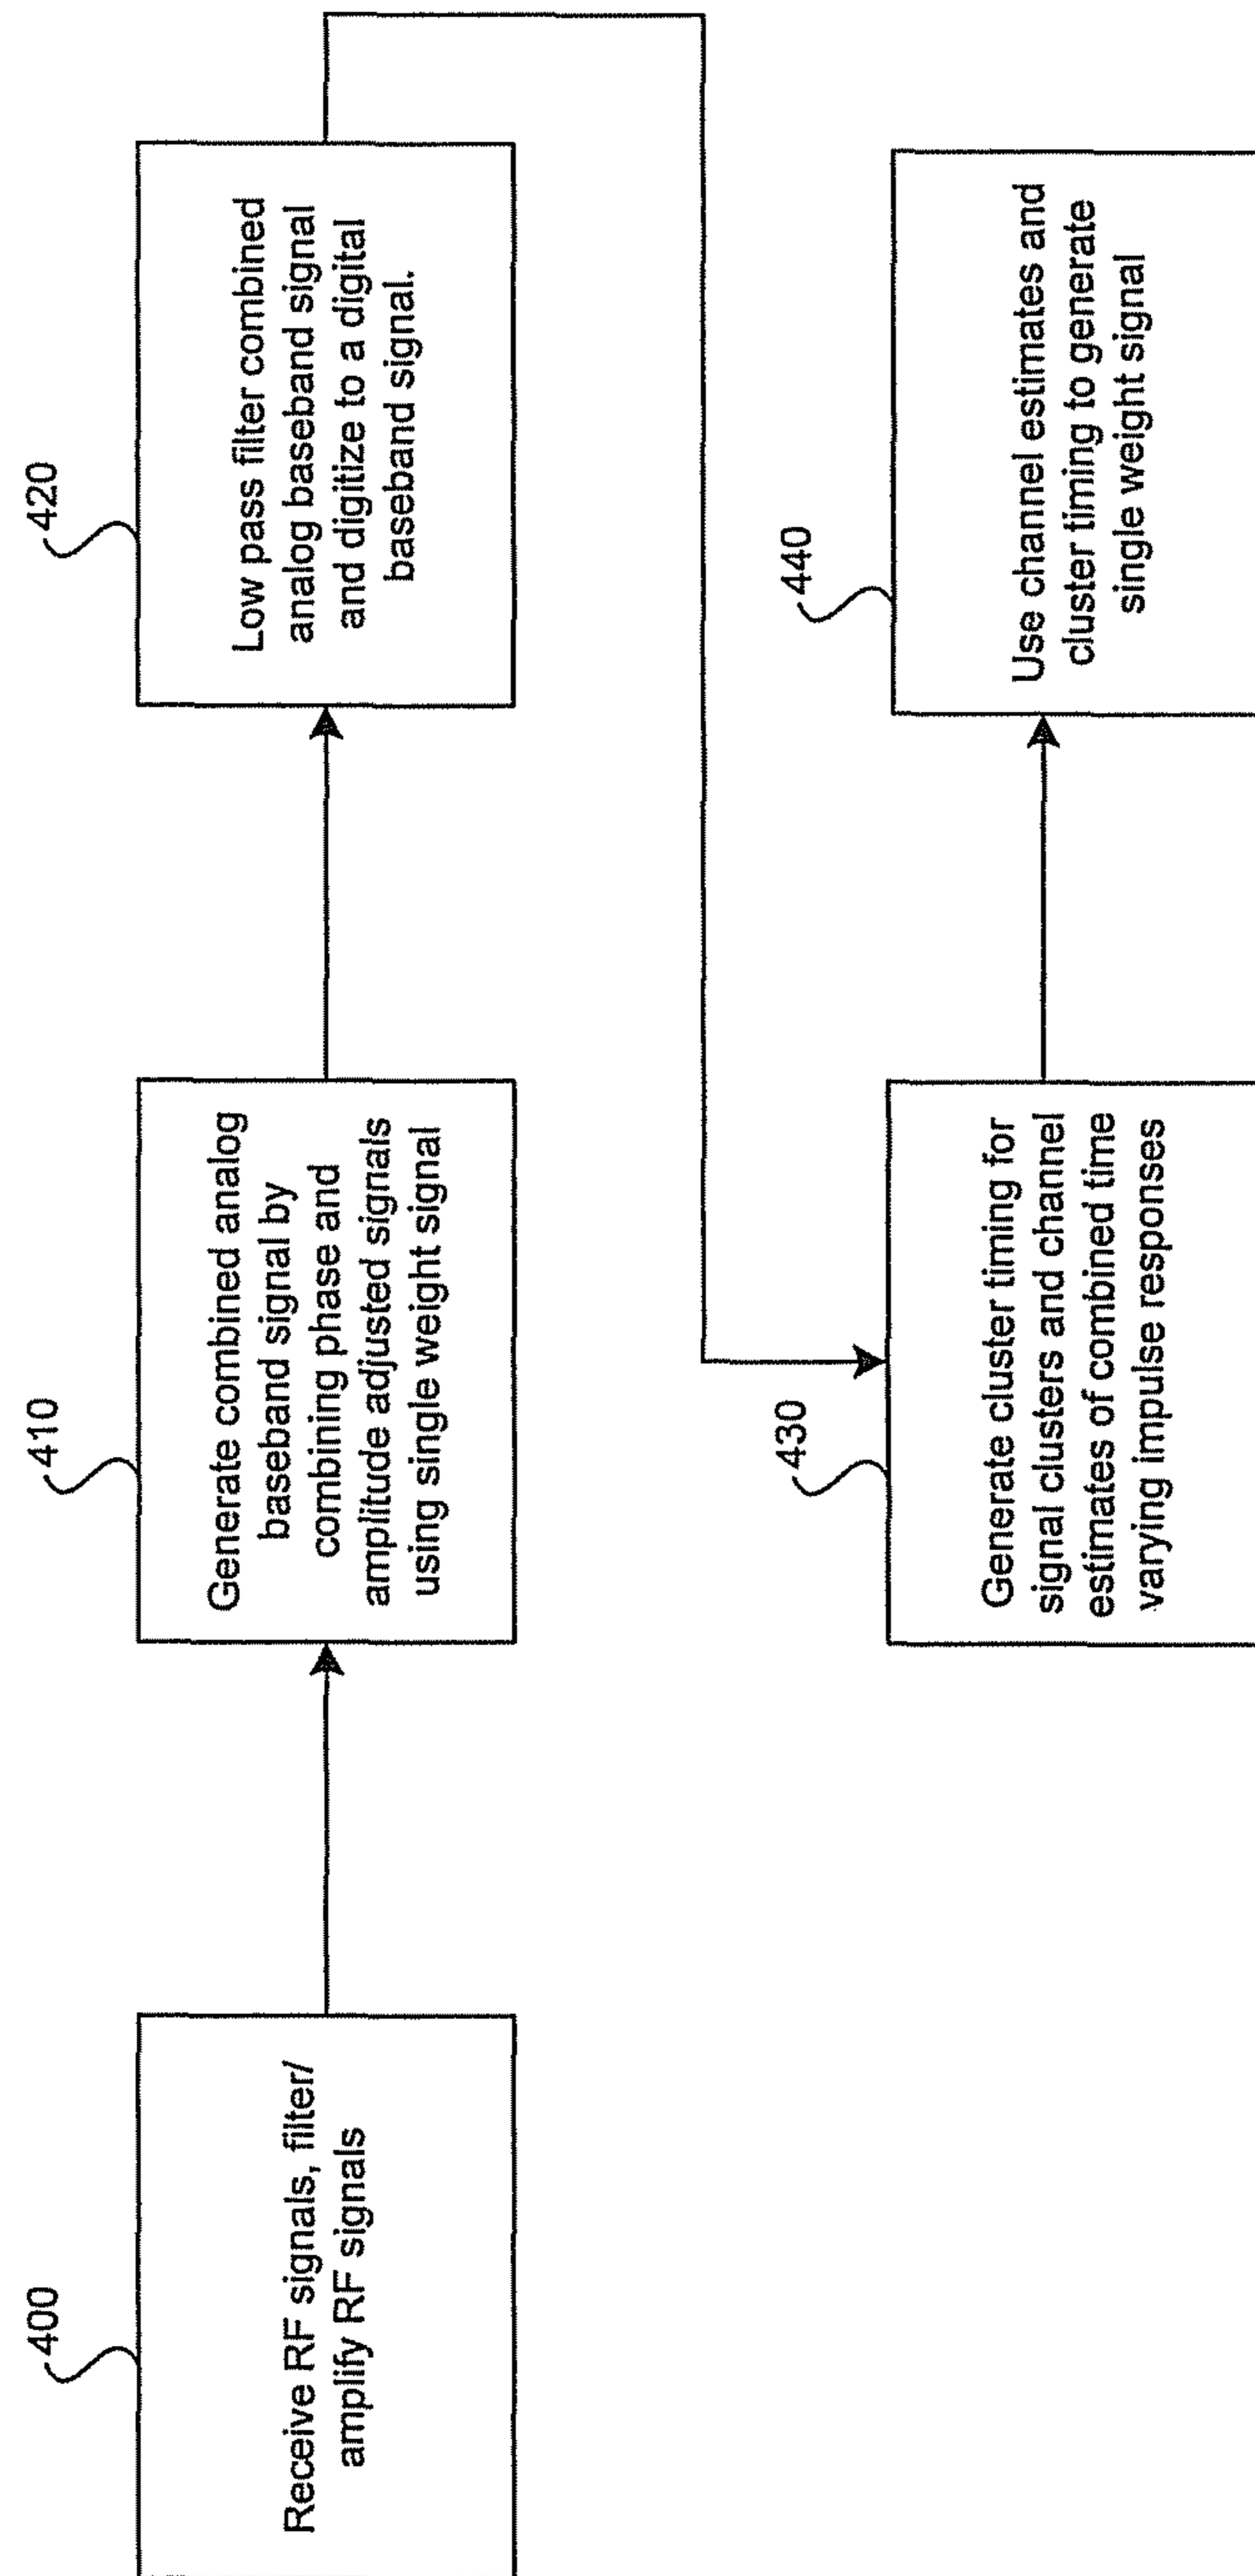 400
Receive RF signals, filter/
amplify RF signals
410
Generate combined analog
baseband signal by
combining phase and
amplitude adjusted signals
using single weight signal
420
Low pass filter combined
analog baseband signal
and digitize to a digital
baseband signal.
430
Generate cluster timing for
signal clusters and channel
estimates of combined time
varying impulse responses
440
Use channel estimates and
cluster timing to generate
single weight signal